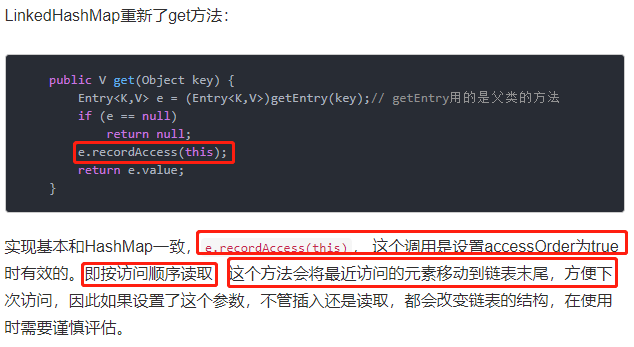 LinkedHashMap重新了get方法：
public V get(Object key) {
Entry<K,V> e = (Entry<K,V>)getEntry(key);// getEntry用的是父类的方法
if (e == null)
return null;
e.recordAccess(this);
return e.value;
}
实现基本和HashMap一致，e.recordAccess(this)，这个调用是设置accessOrder为true
时有效的。即按访问顺序读取 这个方法会将最近访问的元素移动到链表末尾，方便下
次访问，因此如果设置了这个参数，不管插入还是读取，都会改变链表的结构，在使用
时需要谨慎评估。